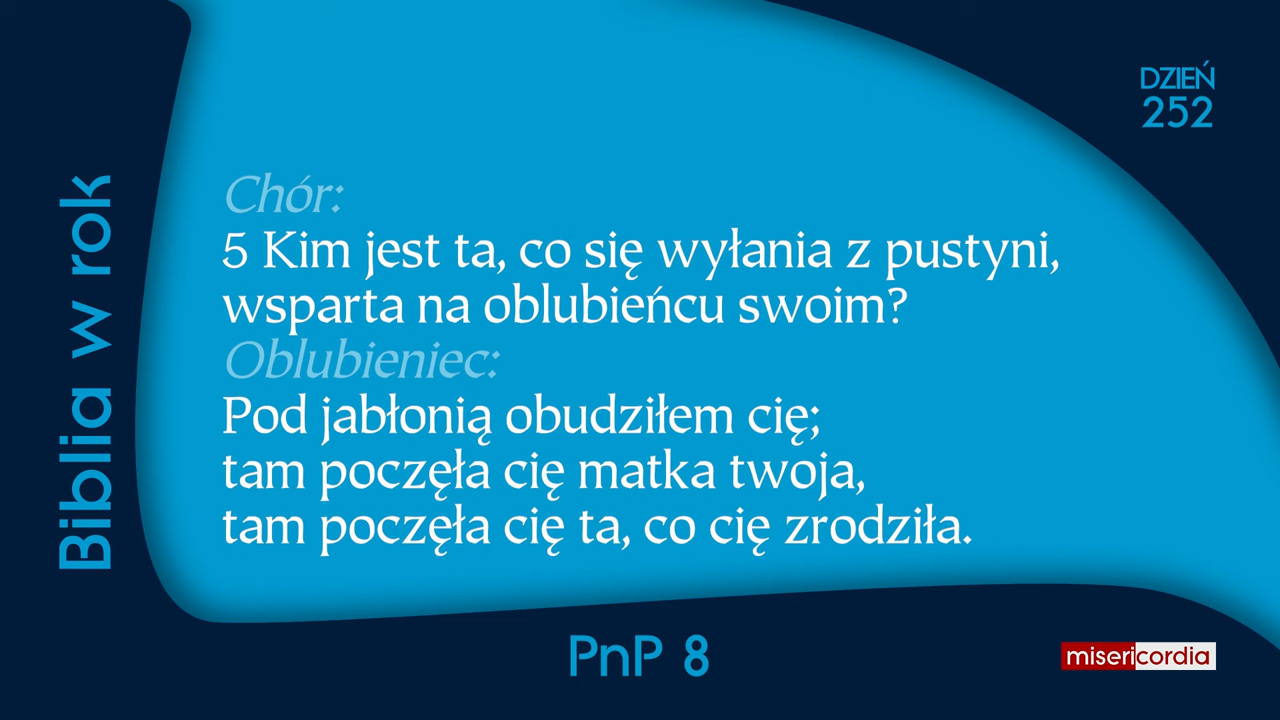 DZIEŃ
252
Biblia w rok
Chór:
5 Kim jest ta, co się wyłania z pustyni,
wsparta na oblubieńcu swoim?
Oblubieniec:
Pod jabłonią obudziłem cię;
tam poczęła cię matka twoja,
tam poczęła cię ta, co cię zrodziła.
PnP 8
misericordia